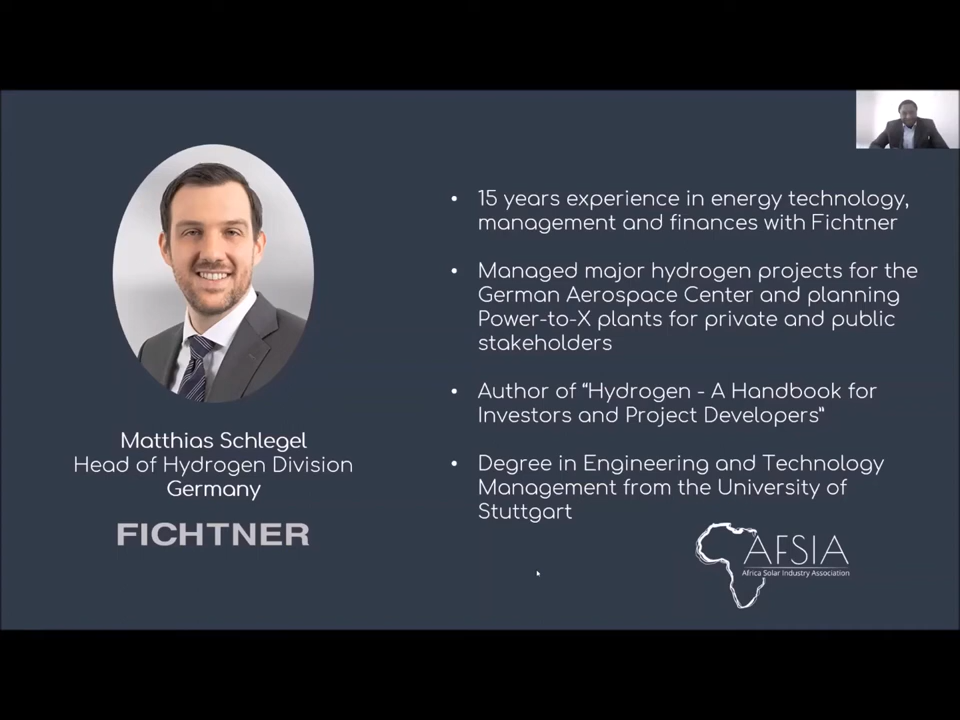 Matthias Schlegel
Head of Hydrogen Division
Germany
FICHTNER
• 15 years experience in energy technology,
management and finances with Fichtner
• Managed major hydrogen projects for the
German Aerospace Center and planning
Power-to-X plants for private and public
stakeholders
• Author of “Hydrogen - A Handbook for
Investors and Project Developers”
• Degree in Engineering and Technology
Management from the University of
Stuttgart
AFSIA
Africa Solar Industry Association